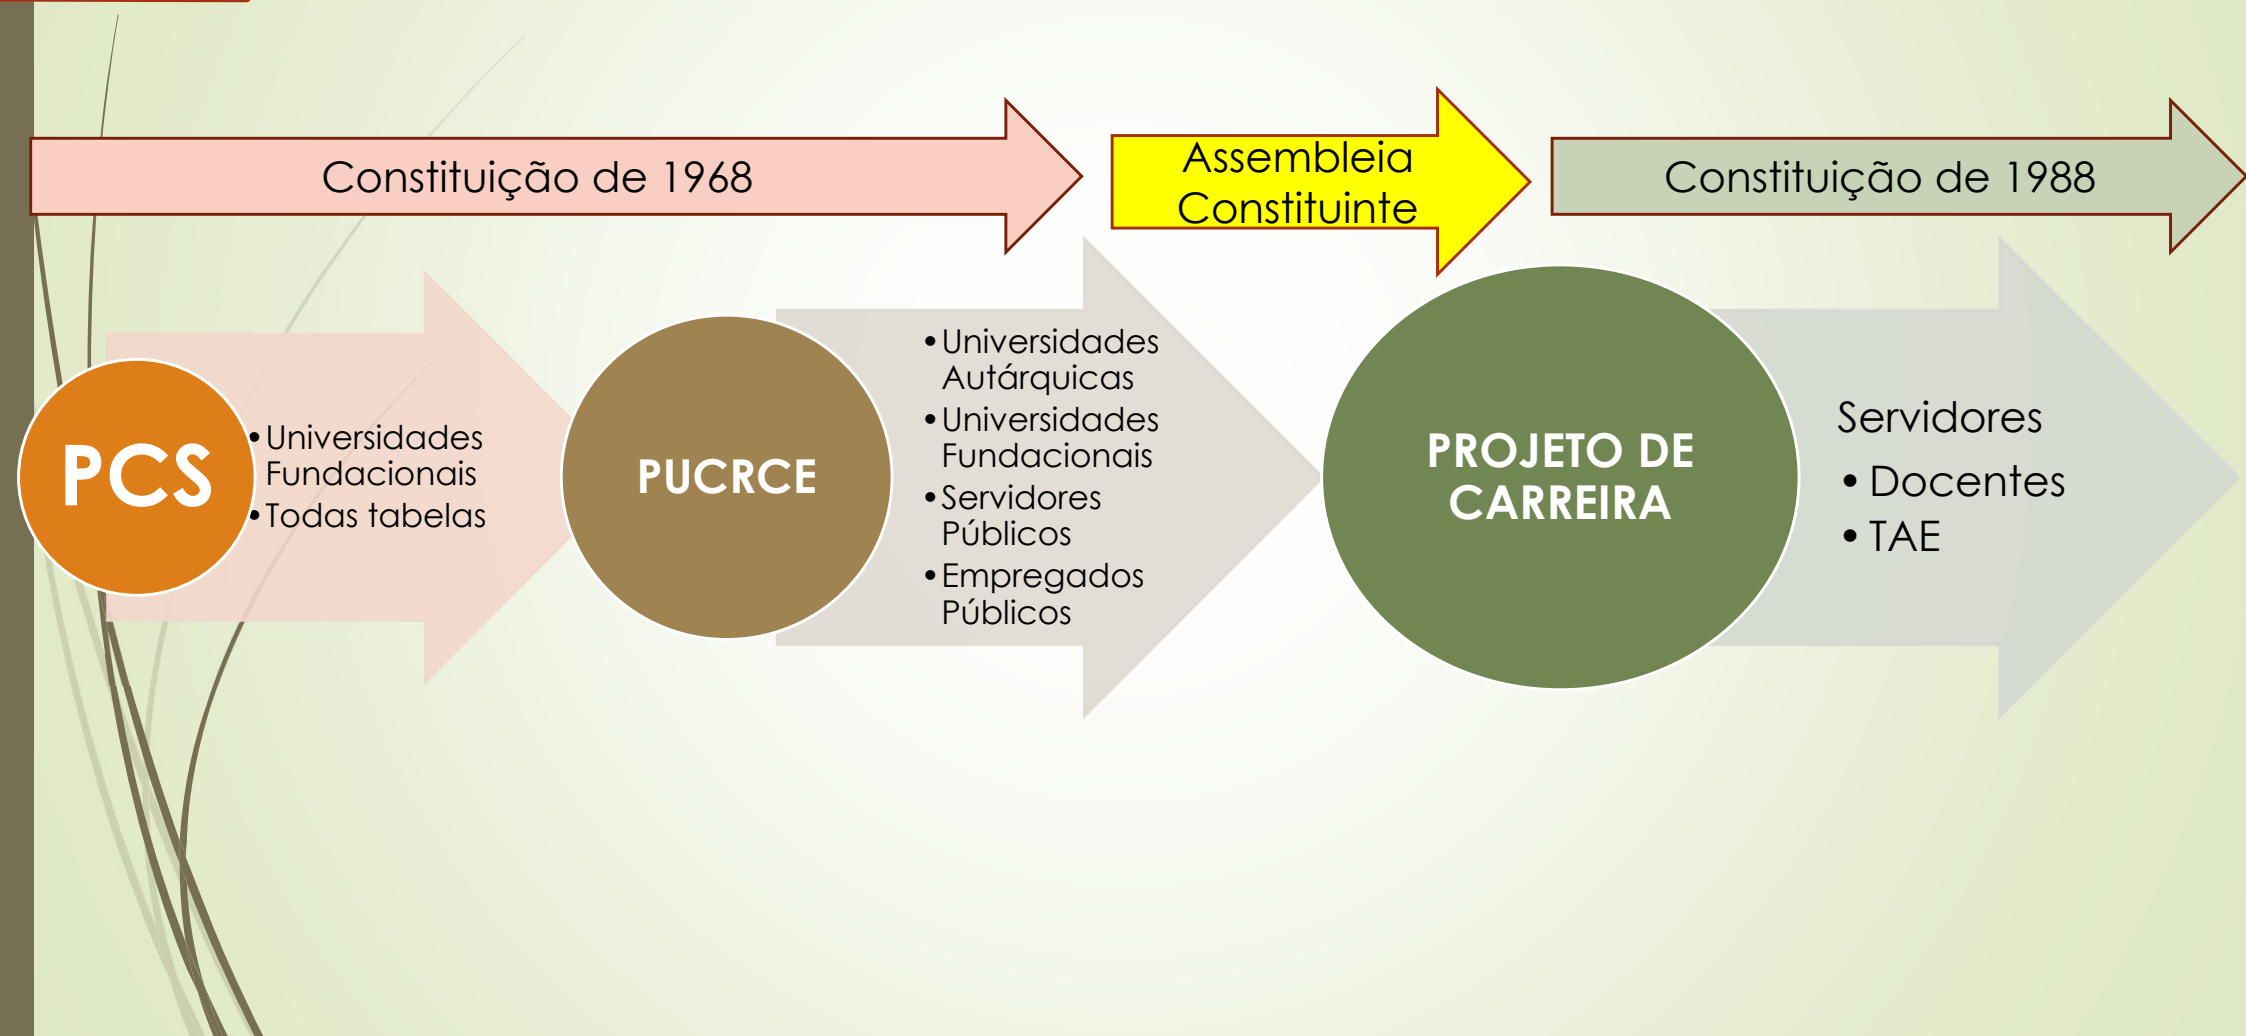 Constituição de 1968
Assembleia
Constituinte
Constituição de 1988
PCS
•Universidades
Fundacionais
•Todas tabelas
PUCRCE
•Universidades
Autárquicas
•Universidades
Fundacionais
•Servidores
Públicos
•Empregados
Públicos
PROJETO DE
CARREIRA
Servidores
• Docentes
• TAE